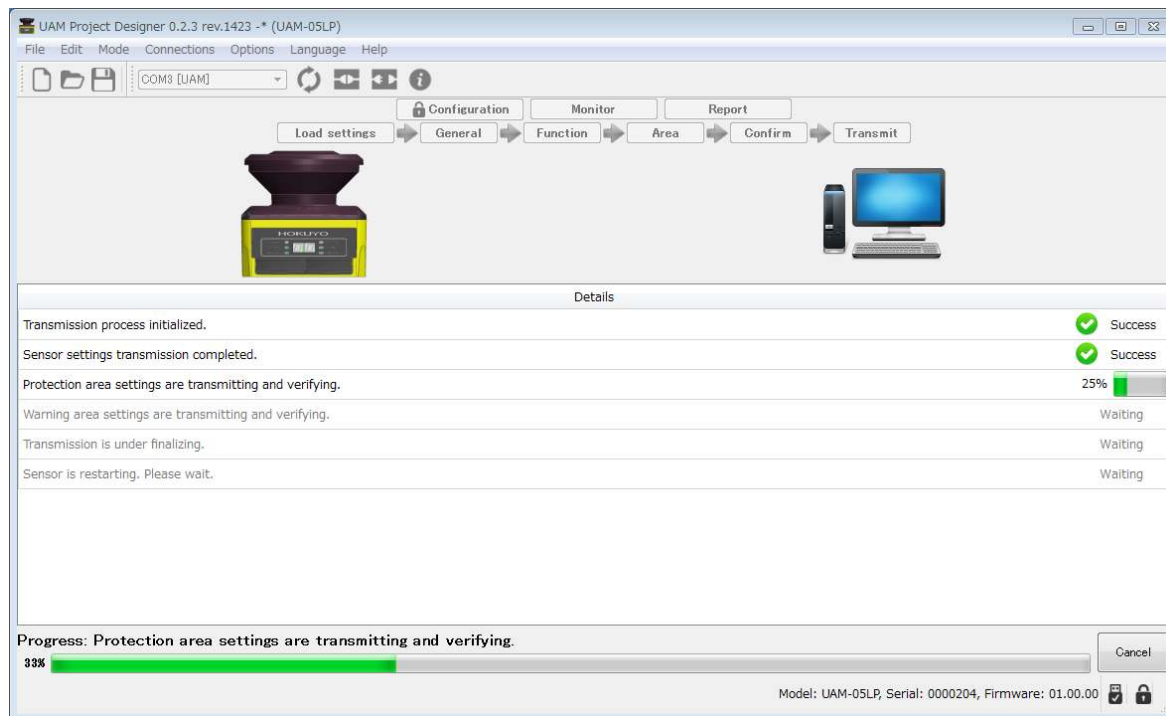 UAM Project Designer 0.2.3 rev.1423 -* (UAM-05LP)
File Edit Mode Connections Options Language Help
COM3 [UAM]
Configuration Monitor Report
Load settings General Function Area Confirm Transmit
HOKUYO
Details
Transmission process initialized. Success
Sensor settings transmission completed. Success
Protection area settings are transmitting and verifying. 25%
Warning area settings are transmitting and verifying. Waiting
Transmission is under finalizing. Waiting
Sensor is restarting. Please wait. Waiting
Progress: Protection area settings are transmitting and verifying.
33%
Cancel
Model: UAM-05LP, Serial: 0000204, Firmware: 01.00.00